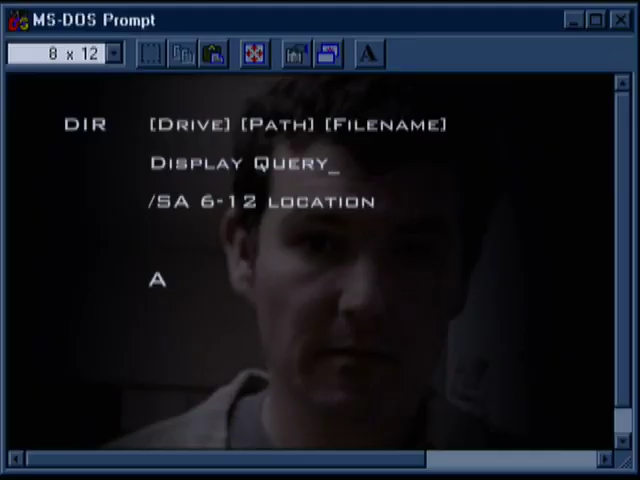 MS-DOS Prompt
8 x 12
A
DIR [DRIVE] [PATH] [FILENAME]
DISPLAY QUERY_
/SA 6-12 LOCATION
A